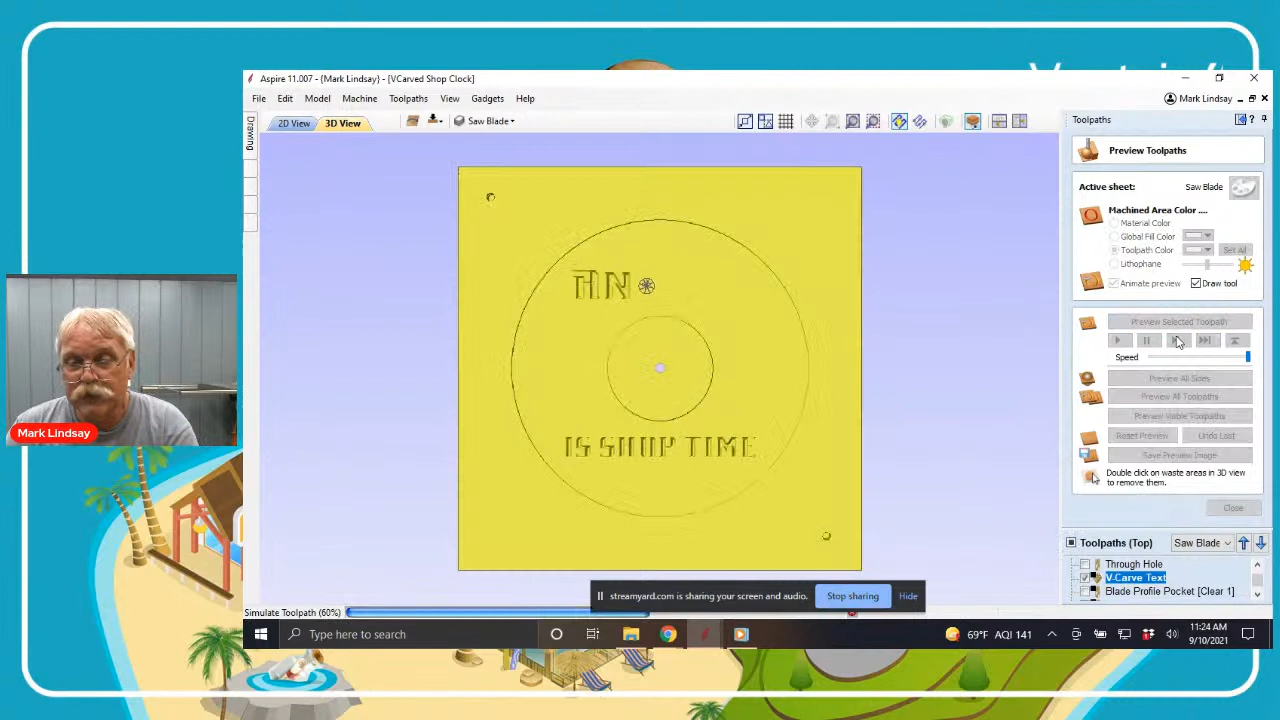 Aspire 11.007 - {Mark Lindsay} - [VCarved Shop Clock]
File Edit Model Machine Toolpaths View Gadgets Help
Mark Lindsay
Drawing
2D View 3D View Saw Blade
Toolpaths
Preview Toolpaths
Active sheet: Saw Blade
Machined Area Color ....
Material Color
Global Fill Color
Toolpath Color Set All
Lithophane
Animate preview Draw tool
Preview Selected Toolpath
Speed
Preview All Sides
Preview All Toolpaths
Preview Visible Toolpaths
Reset Preview Undo Last
Save Preview Image
Double click on waste areas in 3D view
to remove them.
Close
Toolpaths (Top) Saw Blade
Through Hole
V-Carve Text
Blade Profile Pocket [Clear 1]
AN
IS SHOP TIME
Mark Lindsay
streamyard.com is sharing your screen and audio. Stop sharing Hide
Simulate Toolpath (60%)
Type here to search
69°F AQI 141
11:24 AM
9/10/2021